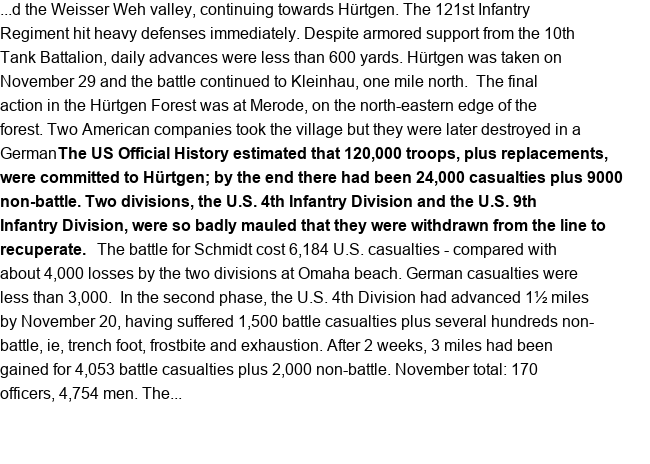 ...d the Weisser Weh valley, continuing towards Hürtgen. The 121st Infantry
Regiment hit heavy defenses immediately. Despite armored support from the 10th
Tank Battalion, daily advances were less than 600 yards. Hürtgen was taken on
November 29 and the battle continued to Kleinhau, one mile north.  The final
action in the Hürtgen Forest was at Merode, on the north-eastern edge of the
forest. Two American companies took the village but they were later destroyed in a
GermanThe US Official History estimated that 120,000 troops, plus replacements,
were committed to Hürtgen; by the end there had been 24,000 casualties plus 9000
non-battle. Two divisions, the U.S. 4th Infantry Division and the U.S. 9th
Infantry Division, were so badly mauled that they were withdrawn from the line to
recuperate.   The battle for Schmidt cost 6,184 U.S. casualties - compared with
about 4,000 losses by the two divisions at Omaha beach. German casualties were
less than 3,000.  In the second phase, the U.S. 4th Division had advanced 1½ miles
by November 20, having suffered 1,500 battle casualties plus several hundreds non-
battle, ie, trench foot, frostbite and exhaustion. After 2 weeks, 3 miles had been
gained for 4,053 battle casualties plus 2,000 non-battle. November total: 170
officers, 4,754 men. The...